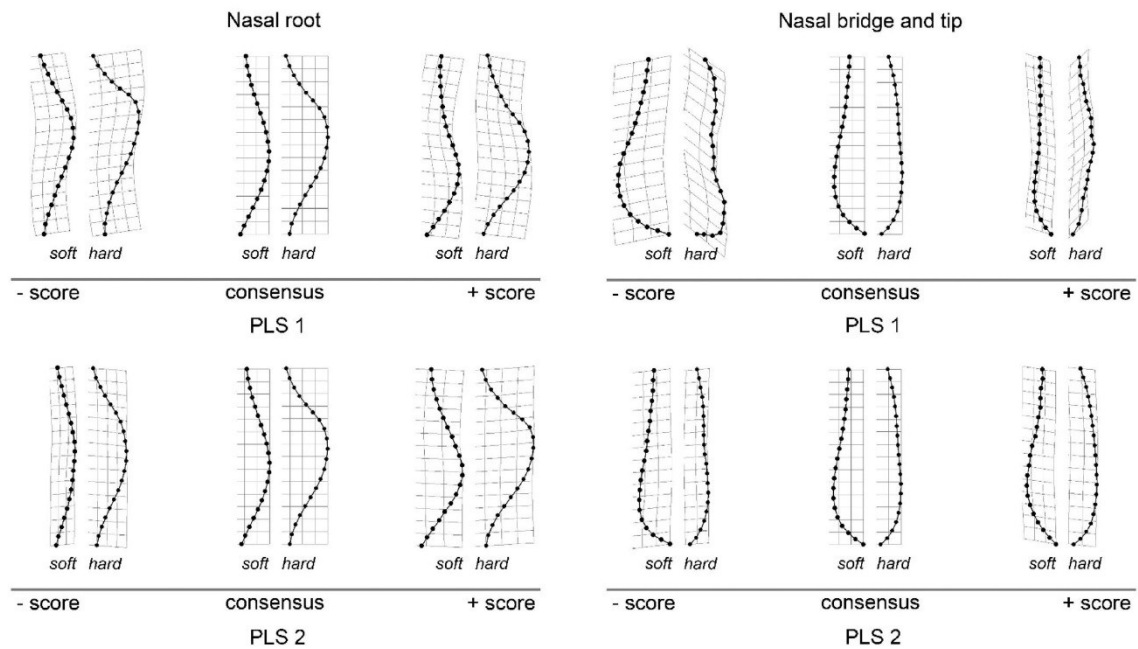 Nasal root
soft hard soft hard soft hard
- score consensus + score
PLS 1
soft hard soft hard soft hard
- score consensus + score
PLS 2
Nasal bridge and tip
soft hard soft hard soft hard
- score consensus + score
PLS 1
soft hard soft hard soft hard
- score consensus + score
PLS 2